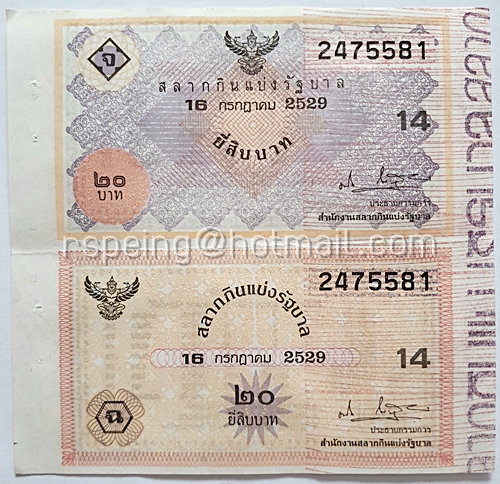 จ
2475581
สลากกินแบ่งรัฐบาล
16 กรกฎาคม 2529
14
ยี่สิบบาท
๒๐
บาท
ประธานกรรมการ
สำนักงานสลากกินแบ่งรัฐบาล
rspeing@hotmail.com
2475581
สลากกินแบ่งรัฐบาล
16 กรกฎาคม 2529
14
๒๐
ยี่สิบบาท
ฉ
ประธานกรรมการ
สำนักงานสลากกินแบ่งรัฐบาล